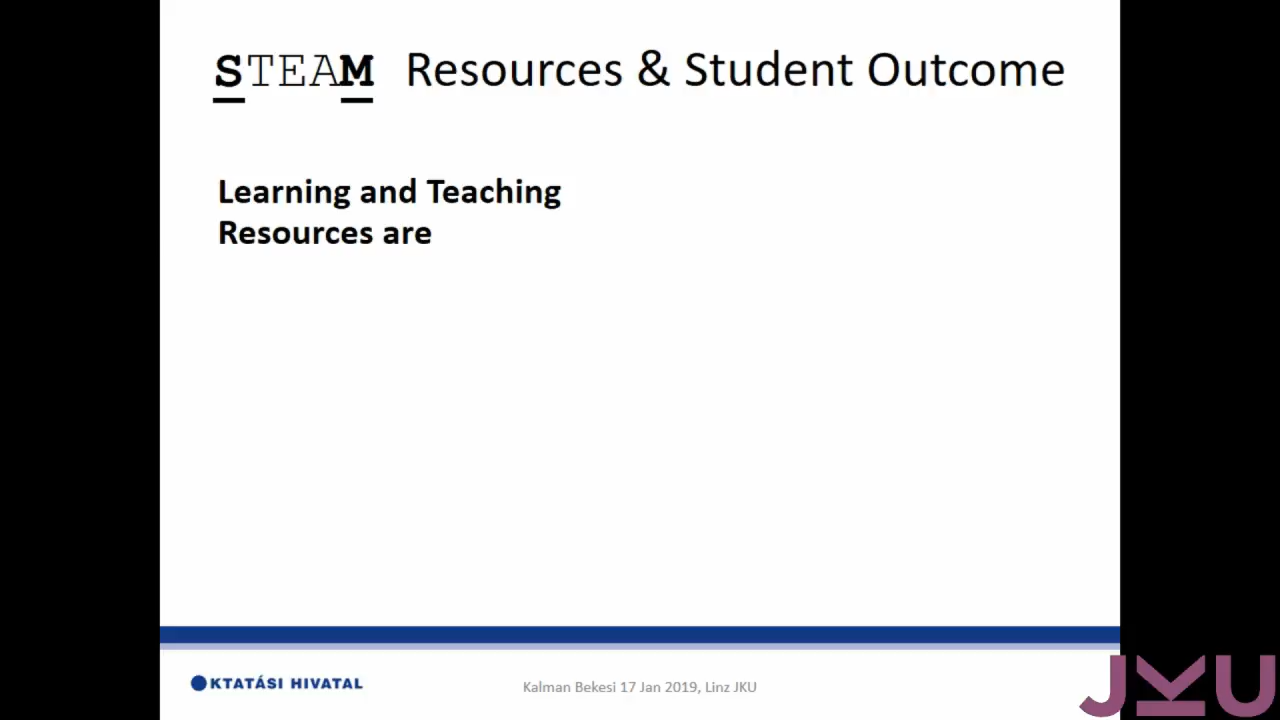 STEAM Resources & Student Outcome
Learning and Teaching
Resources are
KTATÁSI HIVATAL
Kalman Bekesi 17 Jan 2019, Linz JKU
JKU